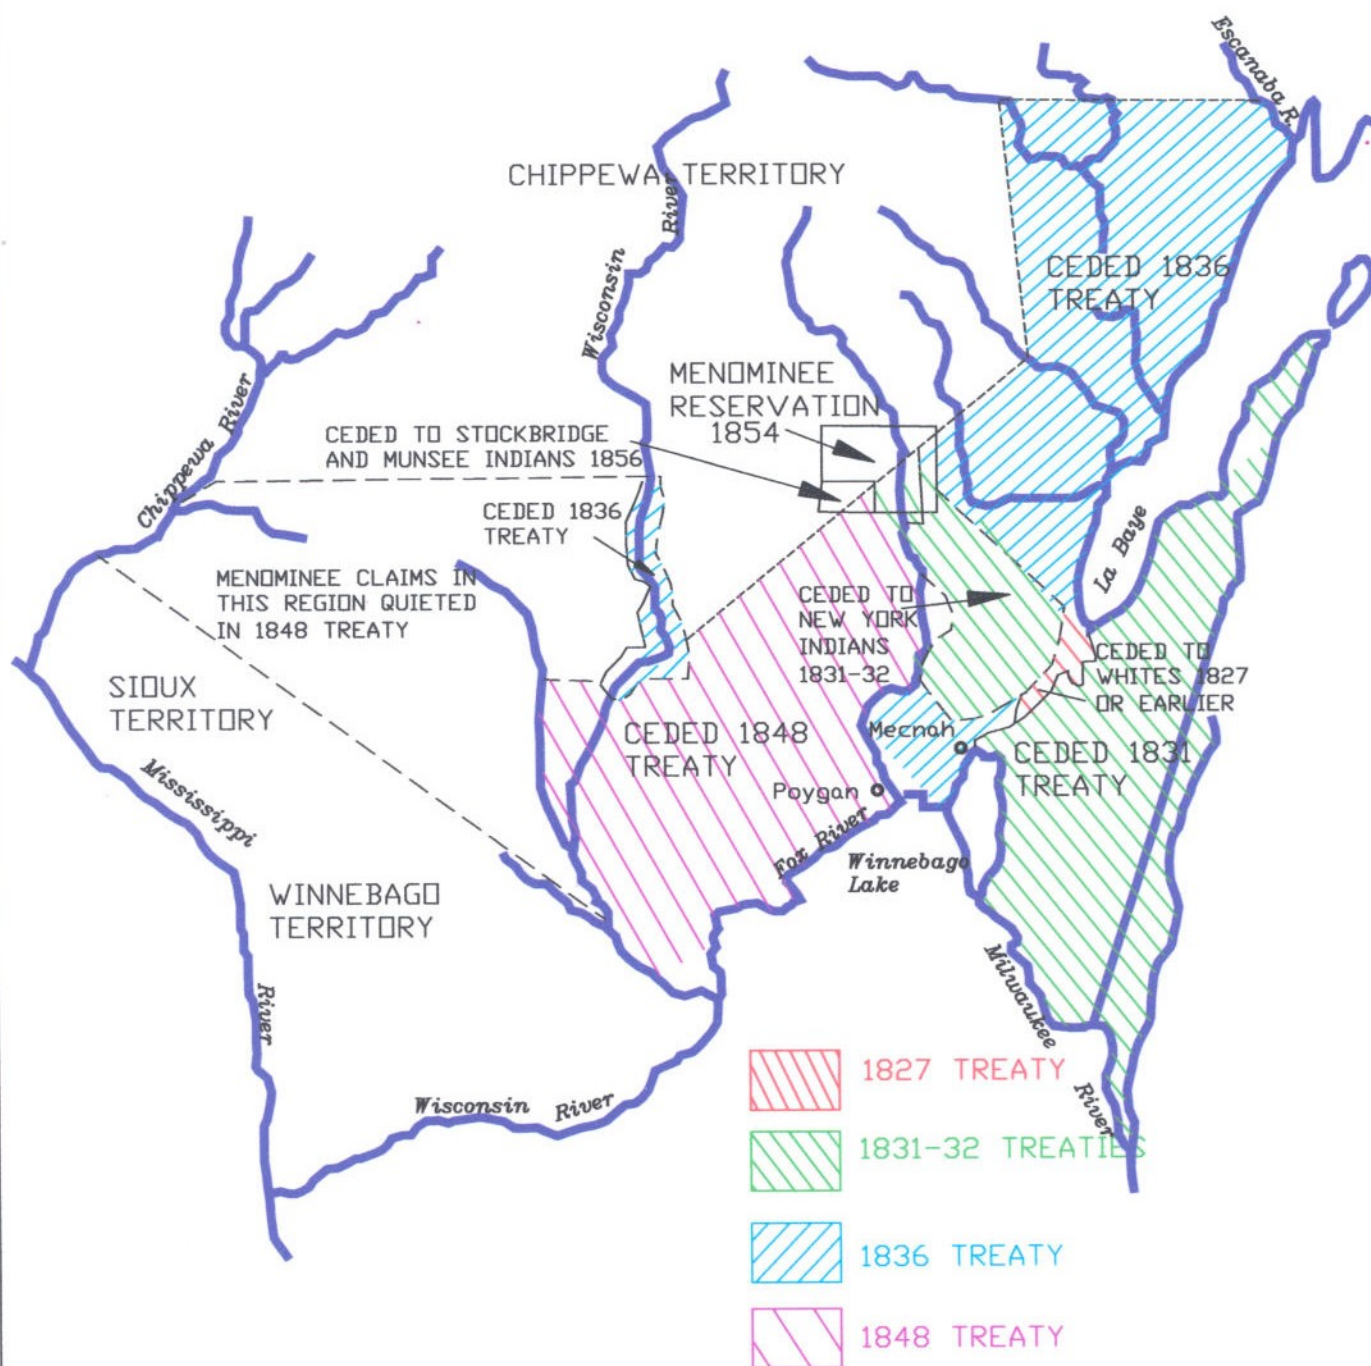 Escanaba R.
CHIPPEWA TERRITORY
Wisconsin River
CEDED 1836
TREATY
MENOMINEE
RESERVATION
1854
Chippewa River
CEDED TO STOCKBRIDGE
AND MUNSEE INDIANS 1856
CEDED 1836
TREATY
La Baye
MENOMINEE CLAIMS IN
THIS REGION QUIETED
IN 1848 TREATY
CEDED TO
NEW YORK
INDIANS
1831-32
CEDED TO
WHITES 1827
OR EARLIER
SIOUX
TERRITORY
CEDED 1848
TREATY
Mecnah
CEDED 1831
TREATY
Poygan
Mississippi
River
Fox River
Winnebago
Lake
WINNEBAGO
TERRITORY
Milwaukee
River
Wisconsin River
1827 TREATY
1831-32 TREATIES
1836 TREATY
1848 TREATY